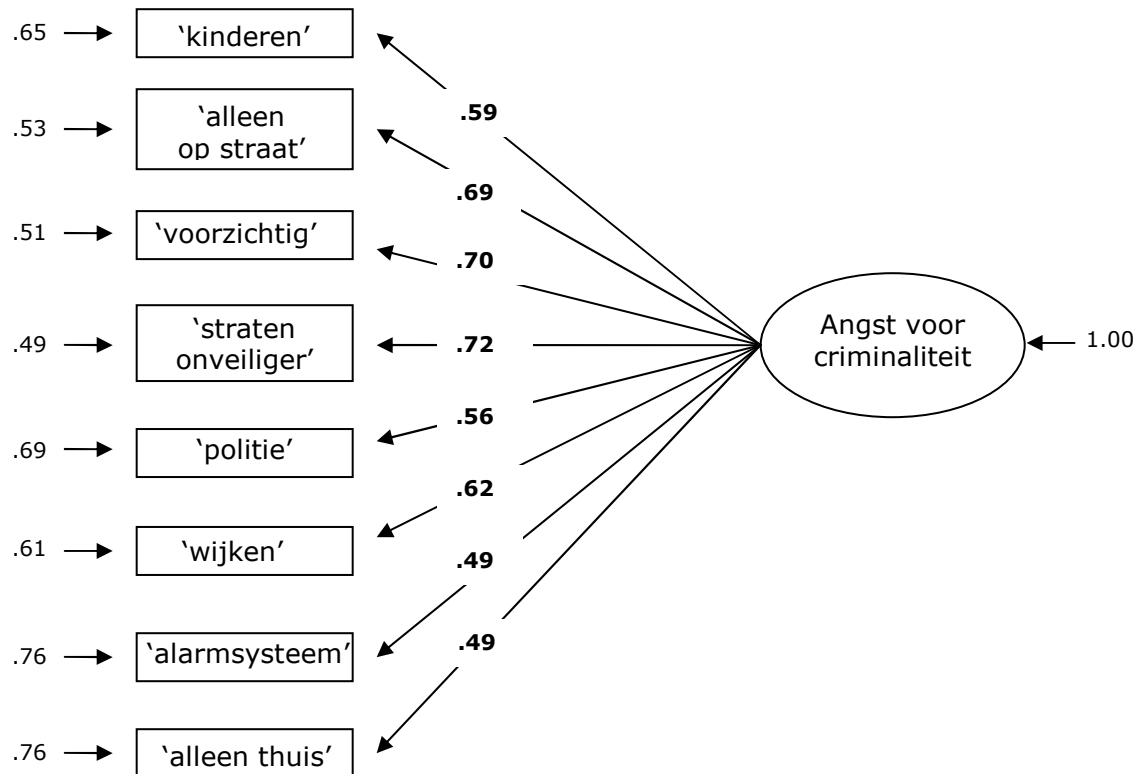 .65 ‘kinderen’
.59
.53 ‘alleen
op straat’
.69
.51 ‘voorzichtig’
.70
.49 ‘straten
onveiliger’
.72
Angst voor
criminaliteit
1.00
.56
.69 ‘politie’
.62
.61 ‘wijken’
.49
.76 ‘alarmsysteem’
.49
.76 ‘alleen thuis’